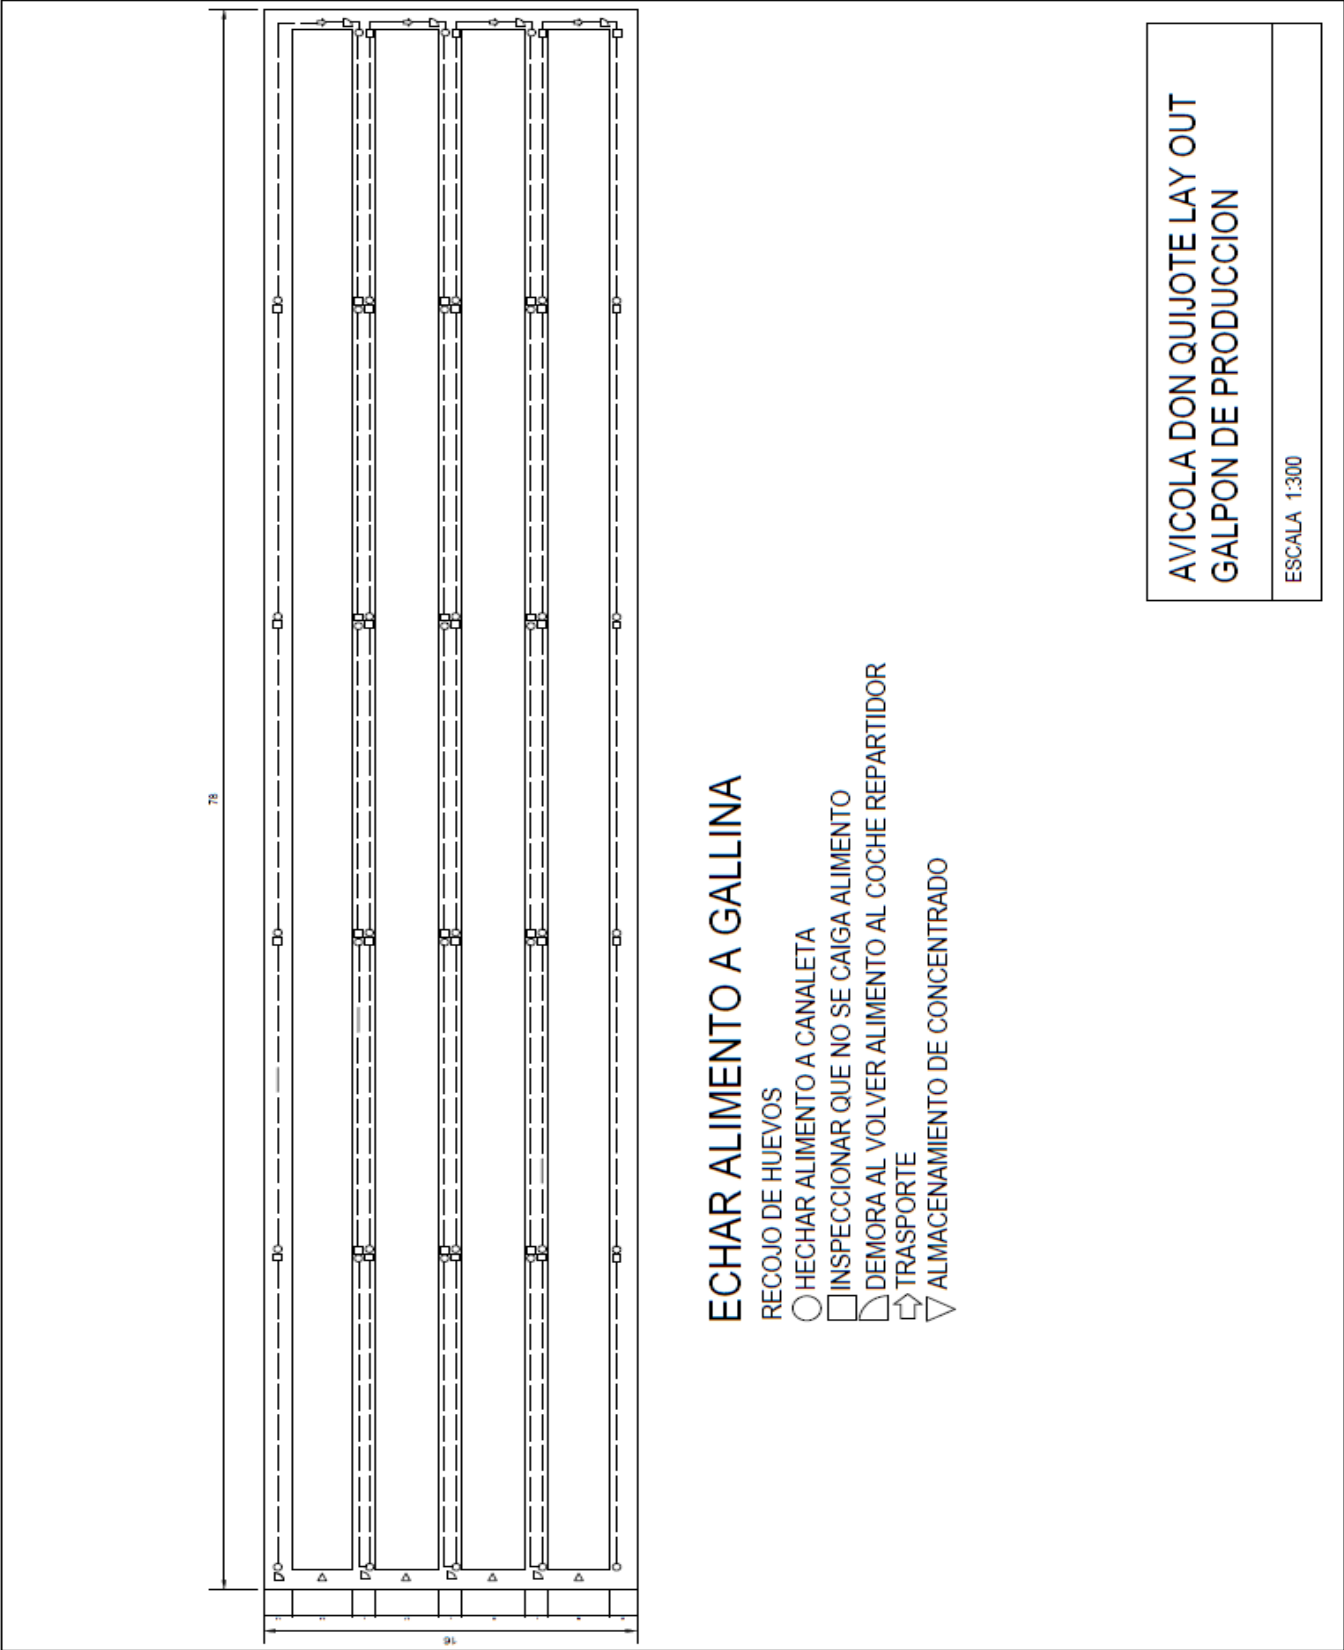 78
16
ECHAR ALIMENTO A GALLINA
RECOJO DE HUEVOS
HECHAR ALIMENTO A CANALETA
INSPECCIONAR QUE NO SE CAIGA ALIMENTO
DEMORA AL VOLVER ALIMENTO AL COCHE REPARTIDOR
TRASPORTE
ALMACENAMIENTO DE CONCENTRADO
AVICOLA DON QUIJOTE LAY OUT
GALPON DE PRODUCCION
ESCALA 1:300